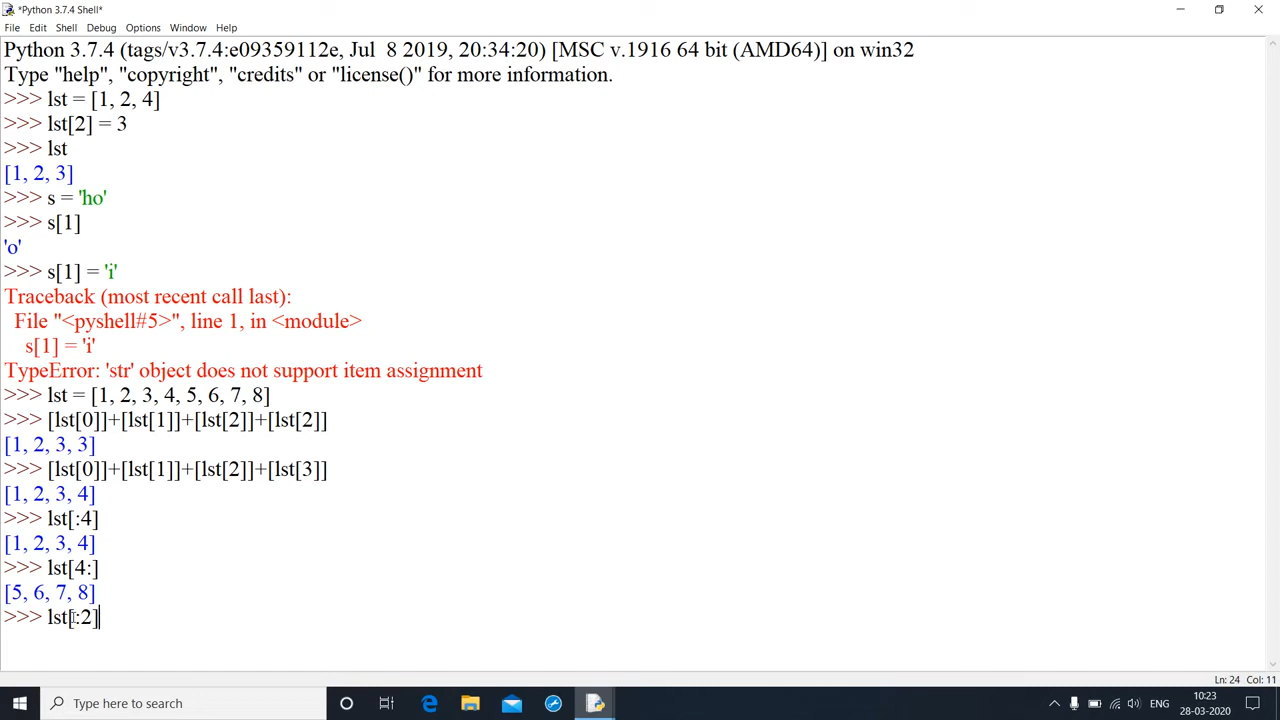 *Python 3.7.4 Shell*
File Edit Shell Debug Options Window Help
Python 3.7.4 (tags/v3.7.4:e09359112e, Jul  8 2019, 20:34:20) [MSC v.1916 64 bit (AMD64)] on win32
Type "help", "copyright", "credits" or "license()" for more information.
>>> lst = [1, 2, 4]
>>> lst[2] = 3
>>> lst
[1, 2, 3]
>>> s = 'ho'
>>> s[1]
'o'
>>> s[1] = 'i'
Traceback (most recent call last):
  File "<pyshell#5>", line 1, in <module>
    s[1] = 'i'
TypeError: 'str' object does not support item assignment
>>> lst = [1, 2, 3, 4, 5, 6, 7, 8]
>>> [lst[0]]+[lst[1]]+[lst[2]]+[lst[2]]
[1, 2, 3, 3]
>>> [lst[0]]+[lst[1]]+[lst[2]]+[lst[3]]
[1, 2, 3, 4]
>>> lst[:4]
[1, 2, 3, 4]
>>> lst[4:]
[5, 6, 7, 8]
>>> lst[:2]
Ln: 24 Col: 11
Type here to search
ENG
10:23
28-03-2020